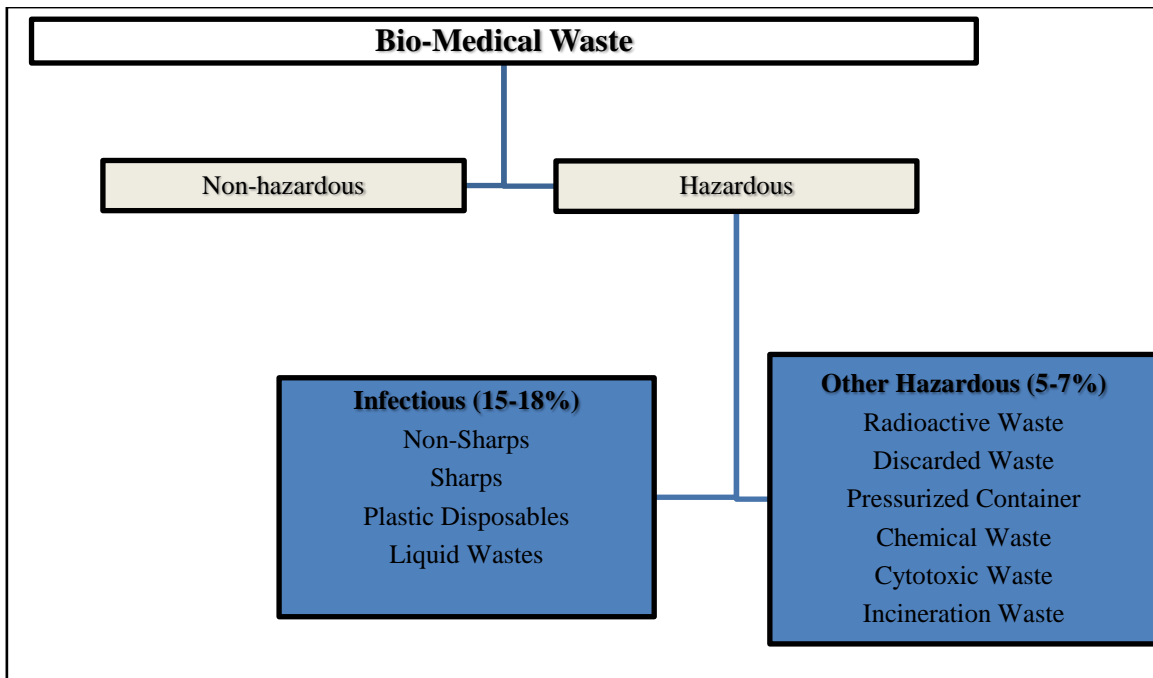 Bio-Medical Waste
Non-hazardous
Hazardous
Infectious (15-18%)
Non-Sharps
Sharps
Plastic Disposables
Liquid Wastes
Other Hazardous (5-7%)
Radioactive Waste
Discarded Waste
Pressurized Container
Chemical Waste
Cytotoxic Waste
Incineration Waste